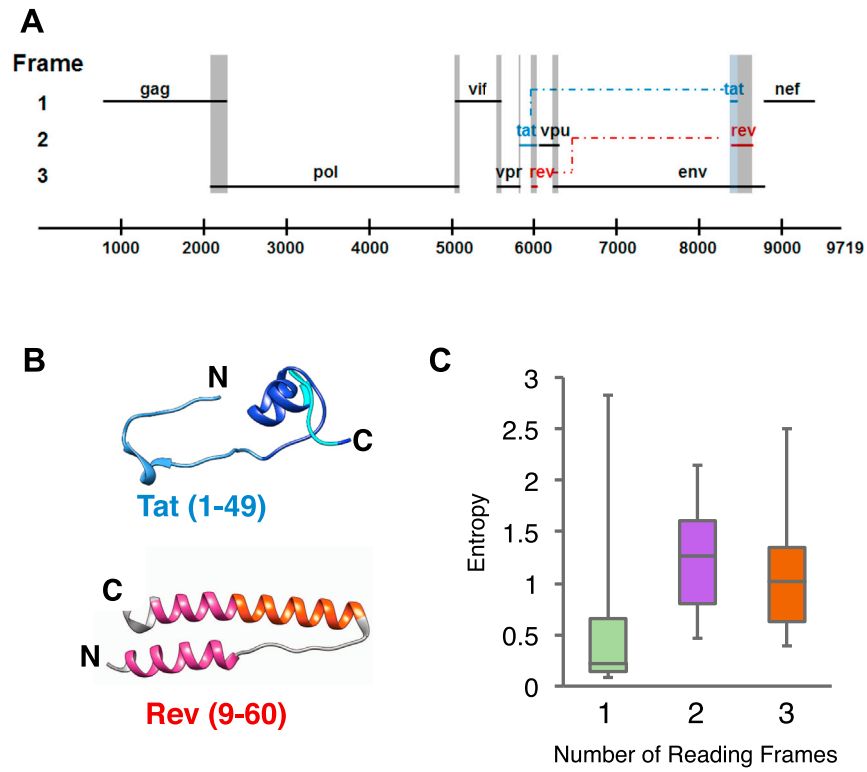 A
Frame
gag vif tat nef
1
tat vpu rev
2
pol vpr rev env
3
1000 2000 3000 4000 5000 6000 7000 8000 9000 9719
B
N
C
Tat (1-49)
C
N
Rev (9-60)
C
3
2.5
2
1.5
1
0.5
0
Entropy
1 2 3
Number of Reading Frames